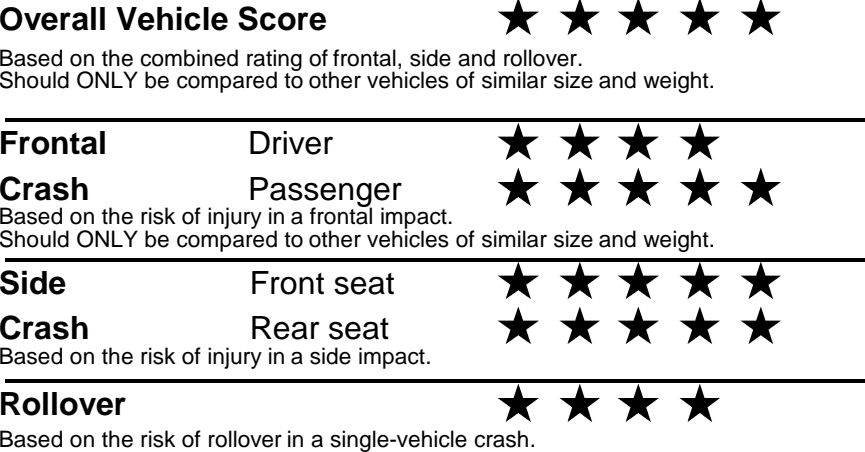 Overall Vehicle Score ★ ★ ★ ★ ★
Based on the combined rating of frontal, side and rollover.
Should ONLY be compared to other vehicles of similar size and weight.
Frontal Driver ★ ★ ★ ★
Crash Passenger ★ ★ ★ ★ ★
Based on the risk of injury in a frontal impact.
Should ONLY be compared to other vehicles of similar size and weight.
Side Front seat ★ ★ ★ ★ ★
Crash Rear seat ★ ★ ★ ★ ★
Based on the risk of injury in a side impact.
Rollover ★ ★ ★ ★
Based on the risk of rollover in a single-vehicle crash.